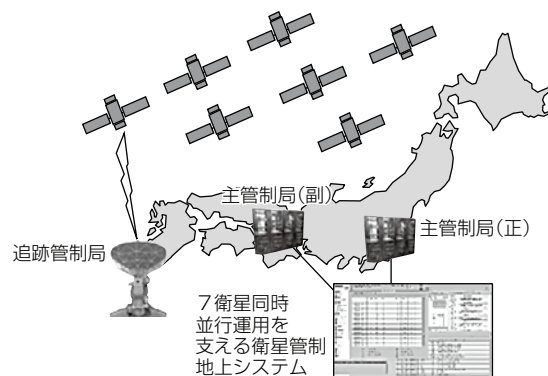 主管制局（副）
主管制局（正）
追跡管制局
７衛星同時
並行運用を
支える衛星管制
地上システム